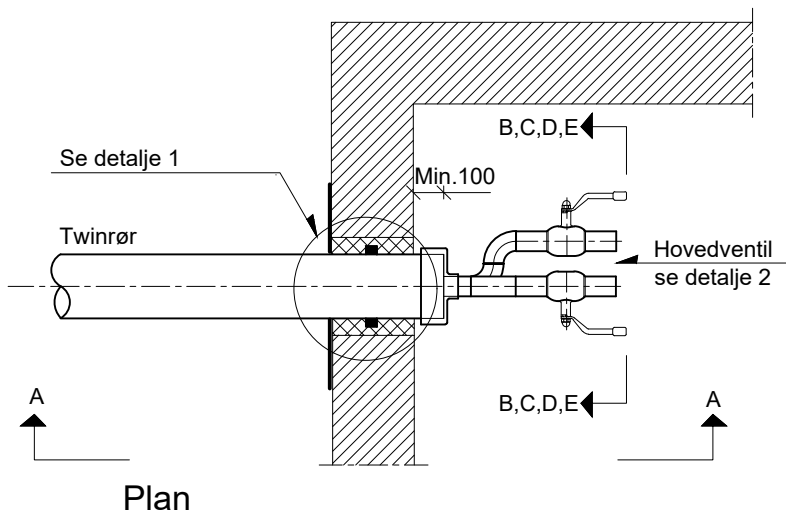 B,C,D,E
Se detalje 1
Min.100
Twinrør
Hovedventil
se detalje 2
A
B,C,D,E
A
Plan